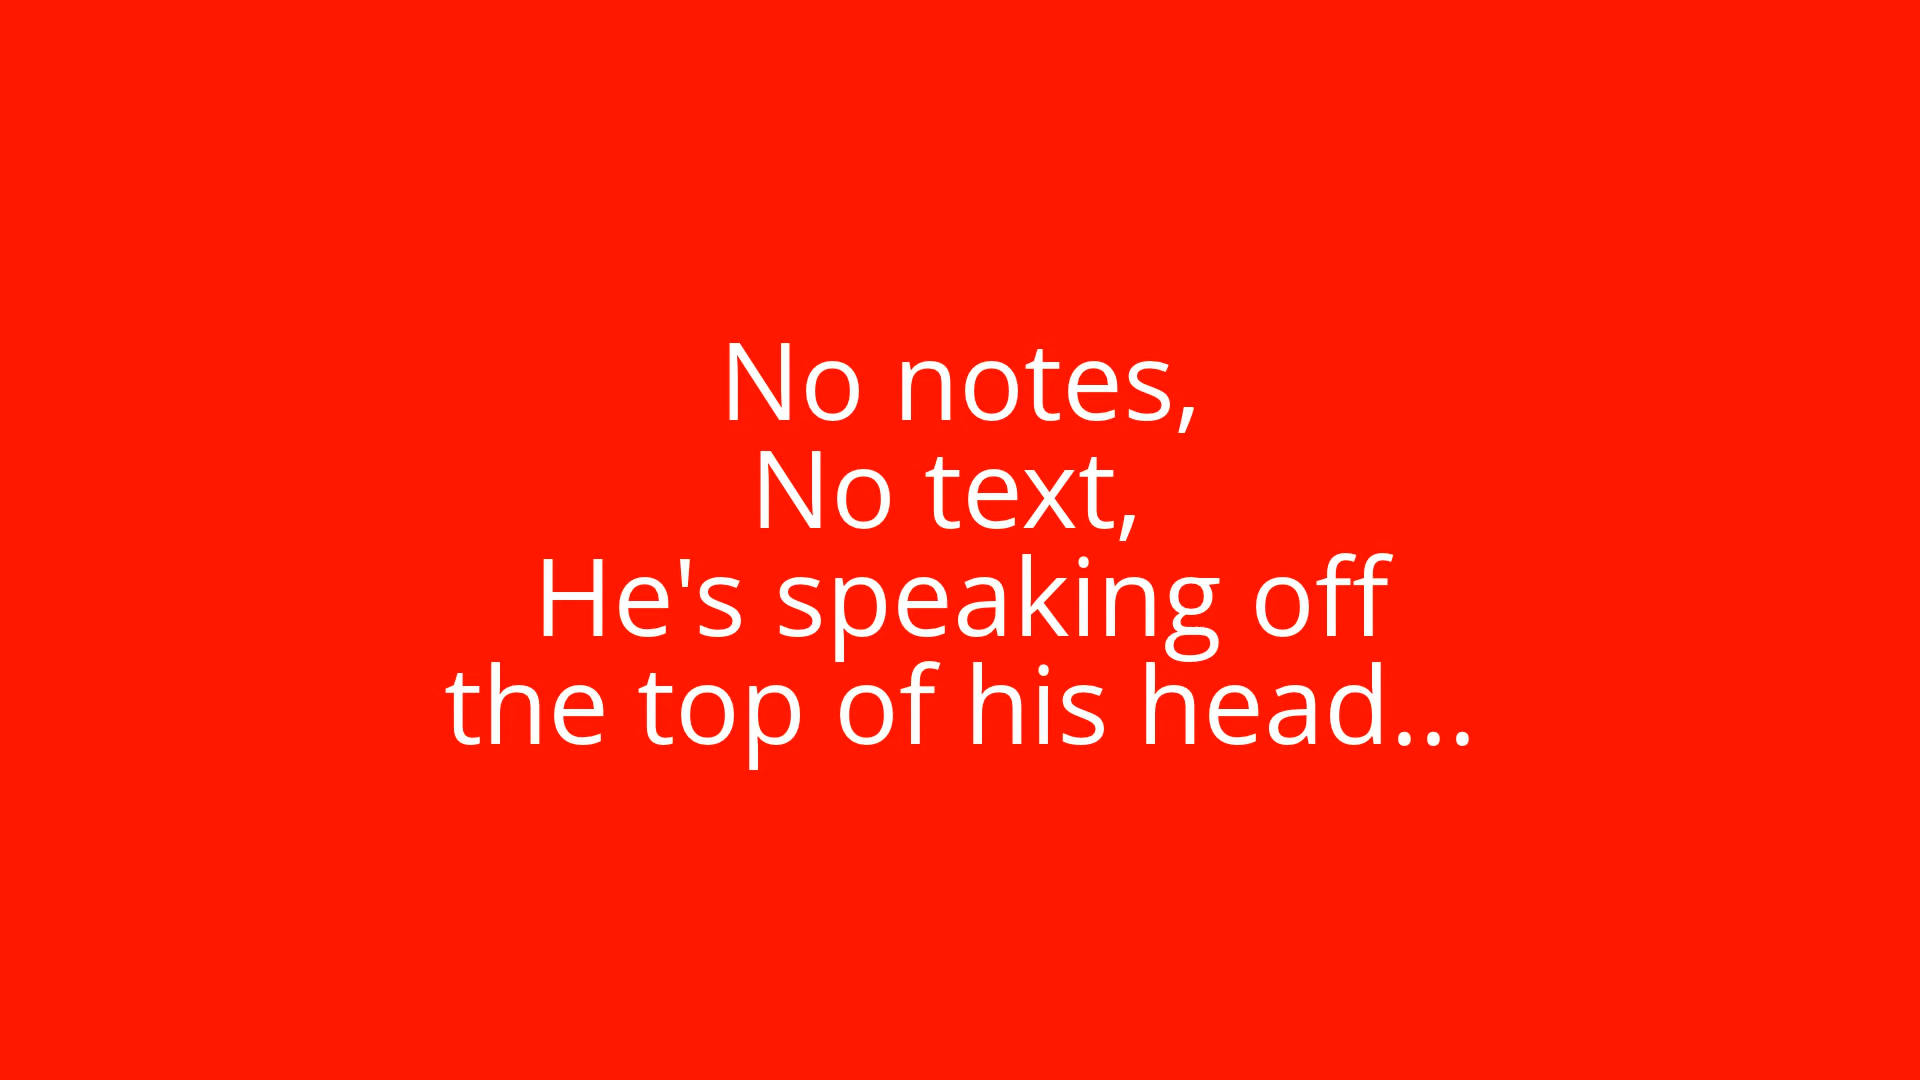 No notes,
No text,
He's speaking off
the top of his head...